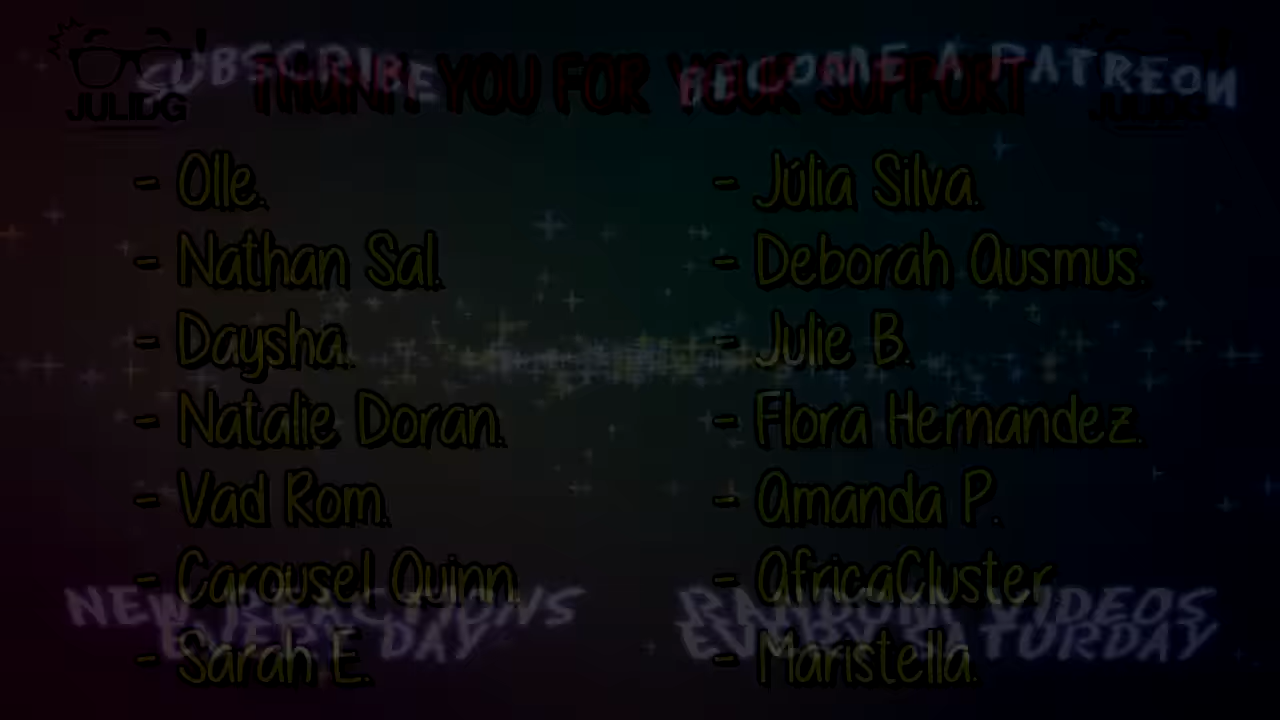 SUBSCRIBE BECOME A PATREON
JULIDG THANK YOU FOR YOUR SUPPORT JULIDG
- Olle. - Júlia Silva.
- Nathan Sal. - Deborah Ausmus.
- Daysha. - Julie B.
- Natalie Doran. - Flora Hernandez.
- Vad Rom. - Amanda P.
- Carousel Quinn. - AfricaCluster
NEW REACTIONS RANDOM VIDEOS
EVERY DAY EVERY SATURDAY
- Sarah E. - Maristella.